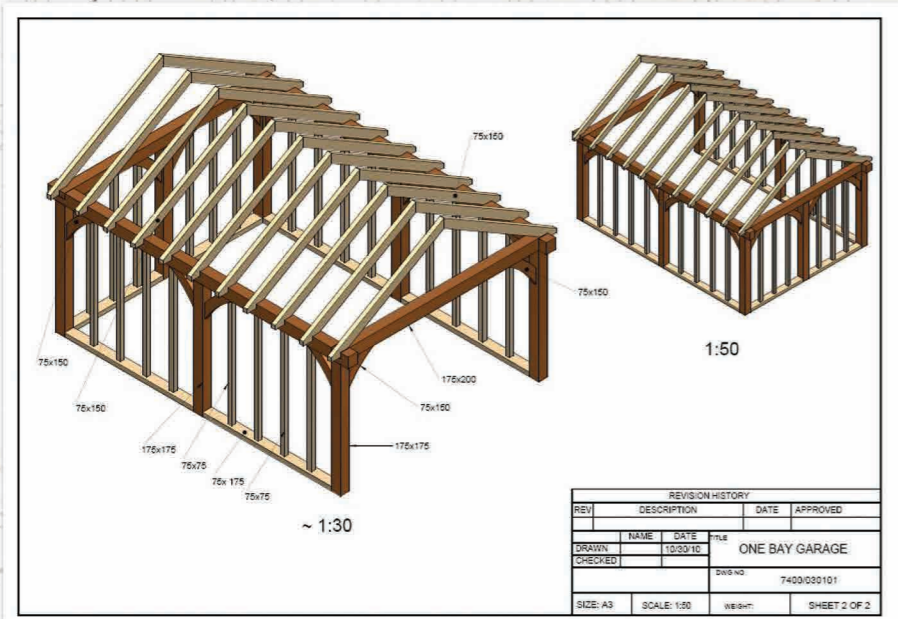 75x150
75x150
75x150
75x150
175x200
75x150
175x175
175x175
75x75
75x 175
75x75
~ 1:30
1:50
REVISION HISTORY
REV DESCRIPTION DATE APPROVED
NAME DATE TITLE
DRAWN 10/30/10 ONE BAY GARAGE
CHECKED
DWG NO. 7400/030101
SIZE: A3 SCALE: 1:50 WEIGHT: SHEET 2 OF 2